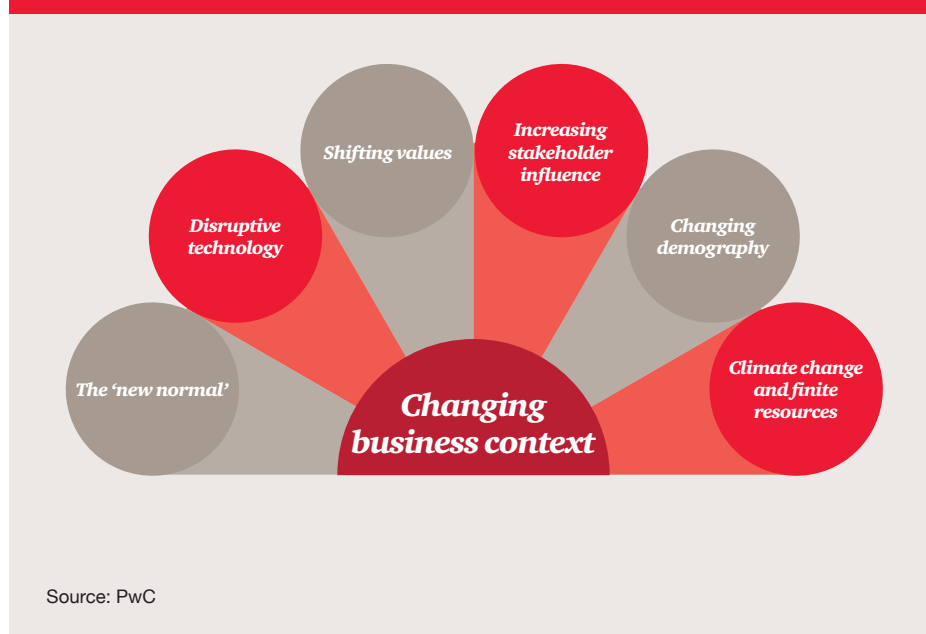 Shifting values
Increasing
stakeholder
influence
Disruptive
technology
Changing
demography
The ‘new normal’
Climate change
and finite
resources
Changing
business context
Source: PwC